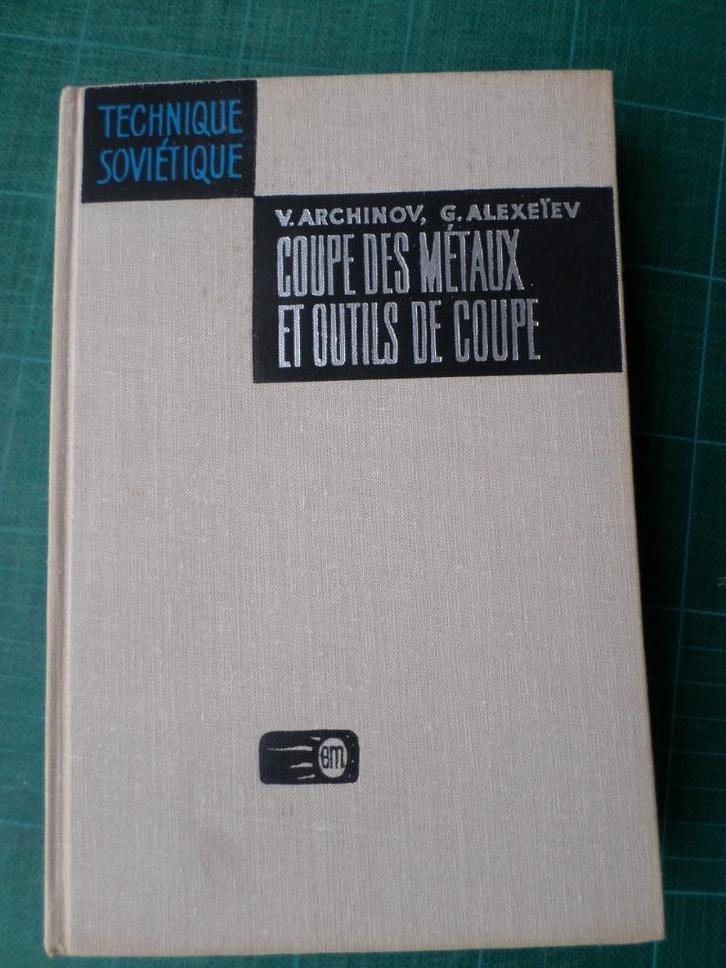 TECHNIQUE
SOVIÉTIQUE
V. ARCHINOV, G. ALEXEÏEV
COUPE DES MÉTAUX
ET OUTILS DE COUPE
em